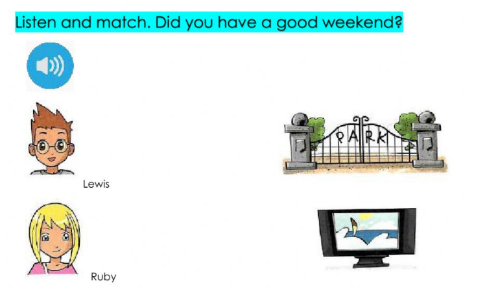 Listen and match. Did you have a good weekend?
PARK
Lewis
Ruby